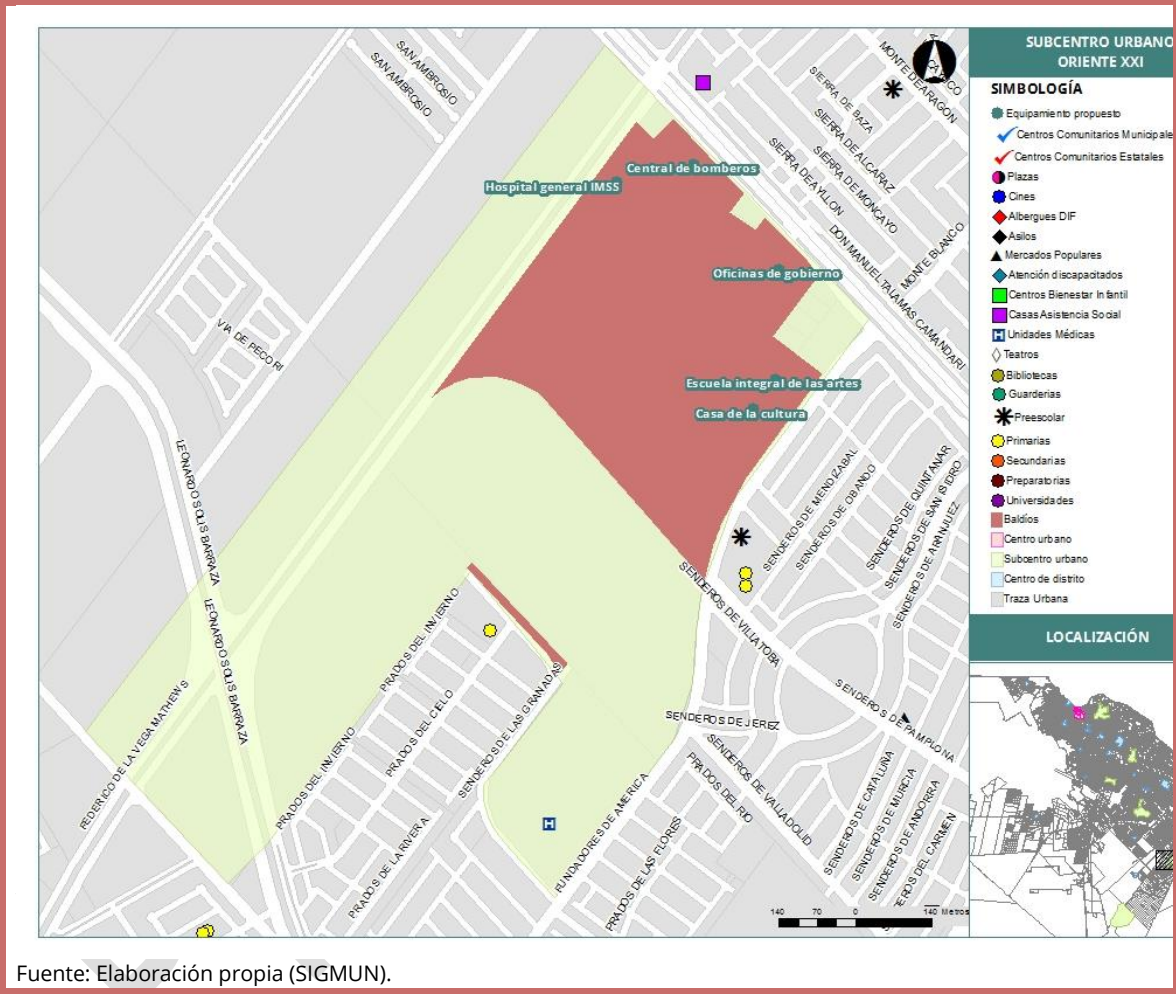 SUBCENTRO URBANO
ORIENTE XXI
SIMBOLOGÍA
Equipamiento propuesto
Centros Comunitarios Municipale
Centros Comunitarios Estatales
Plazas
Cines
Albergues DIF
Asilos
Mercados Populares
Atención discapacitados
Centros Bienestar Infantil
Casas Asistencia Social
Unidades Médicas
Teatros
Bibliotecas
Guarderias
Preescolar
Primarias
Secundarias
Preparatorias
Universidades
Baldíos
Centro urbano
Subcentro urbano
Centro de distrito
Traza Urbana
LOCALIZACIÓN
SAN AMBROSIO
SAN AMBROSIO
MONTE DE ARAGON
SIERRA DE BAZA
SIERRA DE ALCARAZ
SIERRA DE MONCAYO
SIERRA DE AYLLON
MONTE BLANCO
DON MANUEL TALAMAS CAMANDARI
Central de bomberos
Hospital general IMSS
Oficinas de gobierno
Escuela integral de las artes
Casa de la cultura
VIA DE PECORI
LEONARDO SOLIS BARRAZA
LEONARDO SOLIS BARRAZA
SENDEROS DE MENDIZABAL
SENDEROS DE OBANDO
SENDEROS DE QUINTANAR
SENDEROS DE SAN ISIDRO
SENDEROS DE ARANJUEZ
SENDEROS DE VILLATOBA
SENDEROS DE PAMPLONA
SENDEROS DE JEREZ
SENDEROS DE VALLADOLID
SENDEROS DE CATALUÑA
SENDEROS DE MURCIA
SENDEROS DE ANDORRA
DEROS DEL CARMEN
PRADOS DEL INVIERNO
PRADOS DEL INVIERNO
PRADOS DEL CIELO
SENDEROS DE LAS GRANADAS
PRADOS DE LA RIVERA
FEDERICO DE LA VEGA MATHEWS
FUNDADORES DE AMERICA
PRADOS DEL RIO
PRADOS DE LAS FLORES
140 70 0 140 Metros
Fuente: Elaboración propia (SIGMUN).